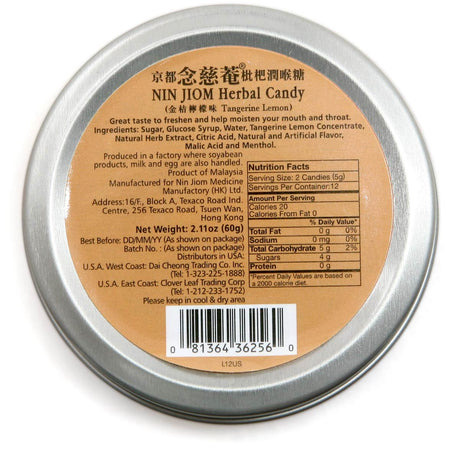 京都念慈菴®枇杷潤喉糖
NIN JIOM Herbal Candy
(金桔檸檬味 Tangerine Lemon)
Great taste to freshen and help moisten your mouth and throat.
Ingredients: Sugar, Glucose Syrup, Water, Tangerine Lemon Concentrate,
Natural Herb Extract, Citric Acid, Natural and Artificial Flavor,
Malic Acid and Menthol.
Produced in a factory where soyabean
products, milk and egg are also handled.
Product of Malaysia
Manufactured for Nin Jiom Medicine
Manufactory (HK) Ltd.
Address:16/F., Block A, Texaco Road Ind.
Centre, 256 Texaco Road, Tsuen Wan,
Hong Kong
Net Weight: 2.11oz (60g)
Best Before: DD/MM/YY (As shown on package)
Batch No. : (As shown on package)
Distributors in USA:
U.S.A. West Coast: Dai Cheong Trading Co. Inc.
(Tel: 1-323-225-1888)
U.S.A. East Coast: Clover Leaf Trading Corp.
(Tel: 1-212-233-1752)
Please keep in cool & dry area
Nutrition Facts
Serving Size: 2 Candies (5g)
Servings Per Container:12
Amount Per Serving
Calories 20
Calories From Fat 0
% Daily Value*
Total Fat 0 g 0%
Sodium 0 mg 0%
Total Carbohydrate 5 g 2%
Sugars 4 g
Protein 0 g
*Percent Daily Values are based on
a 2000 calorie diet.
0 81364 36256 0
L12US